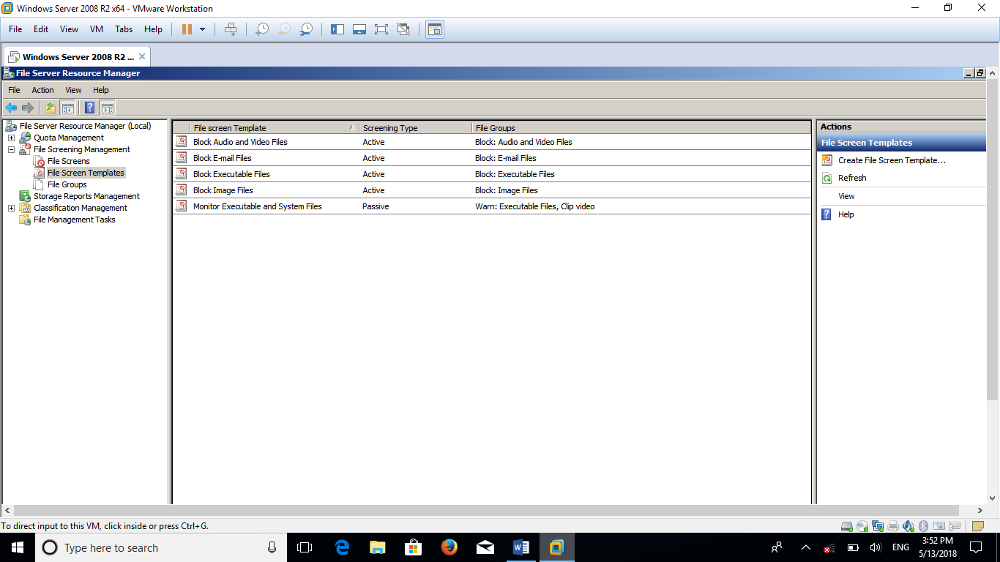 Windows Server 2008 R2 x64 - VMware Workstation
File Edit View VM Tabs Help
Windows Server 2008 R2 ...
File Server Resource Manager
File Action View Help
File Server Resource Manager (Local)
Quota Management
File Screening Management
File Screens
File Screen Templates
File Groups
Storage Reports Management
Classification Management
File Management Tasks
File screen Template Screening Type File Groups
Block Audio and Video Files Active Block: Audio and Video Files
Block E-mail Files Active Block: E-mail Files
Block Executable Files Active Block: Executable Files
Block Image Files Active Block: Image Files
Monitor Executable and System Files Passive Warn: Executable Files, Clip video
Actions
File Screen Templates
Create File Screen Template...
Refresh
View
Help
To direct input to this VM, click inside or press Ctrl+G.
Type here to search
ENG
3:52 PM
5/13/2018